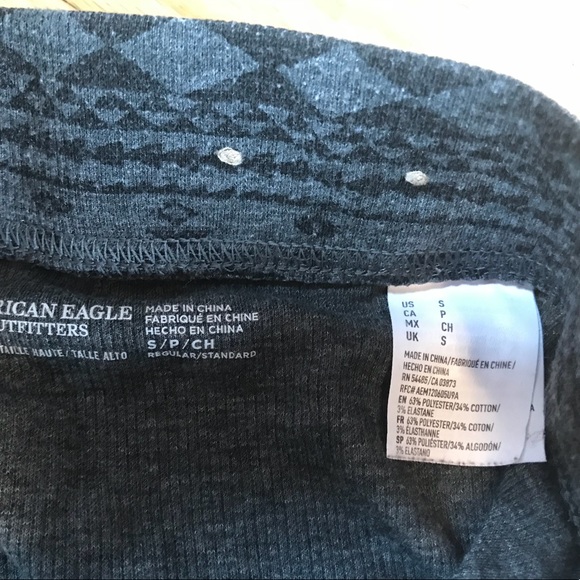 RICAN EAGLE
UTFITTERS
TAILLE HAUTE/TALLE ALTO
MADE IN CHINA
FABRIQUÉ EN CHINE
HECHO EN CHINA
S/P/CH
REGULAR/STANDARD
US S
CA P
MX CH
UK S
MADE IN CHINA/FABRIQUÉ EN CHINE/
HECHO EN CHINA
RN 54485/CA 03873
RFC# AEM120605URA
EN 63% POLYESTER/34% COTTON/
3% ELASTANE
FR 63% POLYESTER/34% COTON/
3% ÉLASTHANNE
SP 63% POLIÉSTER/34% ALGODÓN/
3% ELASTANO